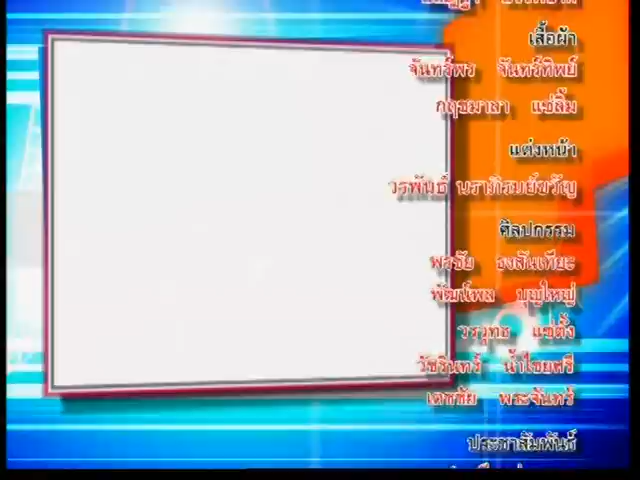 เสื้อผ้า
จันทร์พร จันทร์ทิพย์
กฤชมาลา แซ่ลิ้ม
แต่งหน้า
วรพันธ์ นราภิรมย์ขวัญ
ศิลปกรรม
พรชัย ธงสันเทียะ
พัฒน์พล บุญใหญ่
วรวุทธ แซ่ตั้ง
วัชรินทร์ น้ำไชยศรี
เดชชัย พระจันทร์
ประชาสัมพันธ์